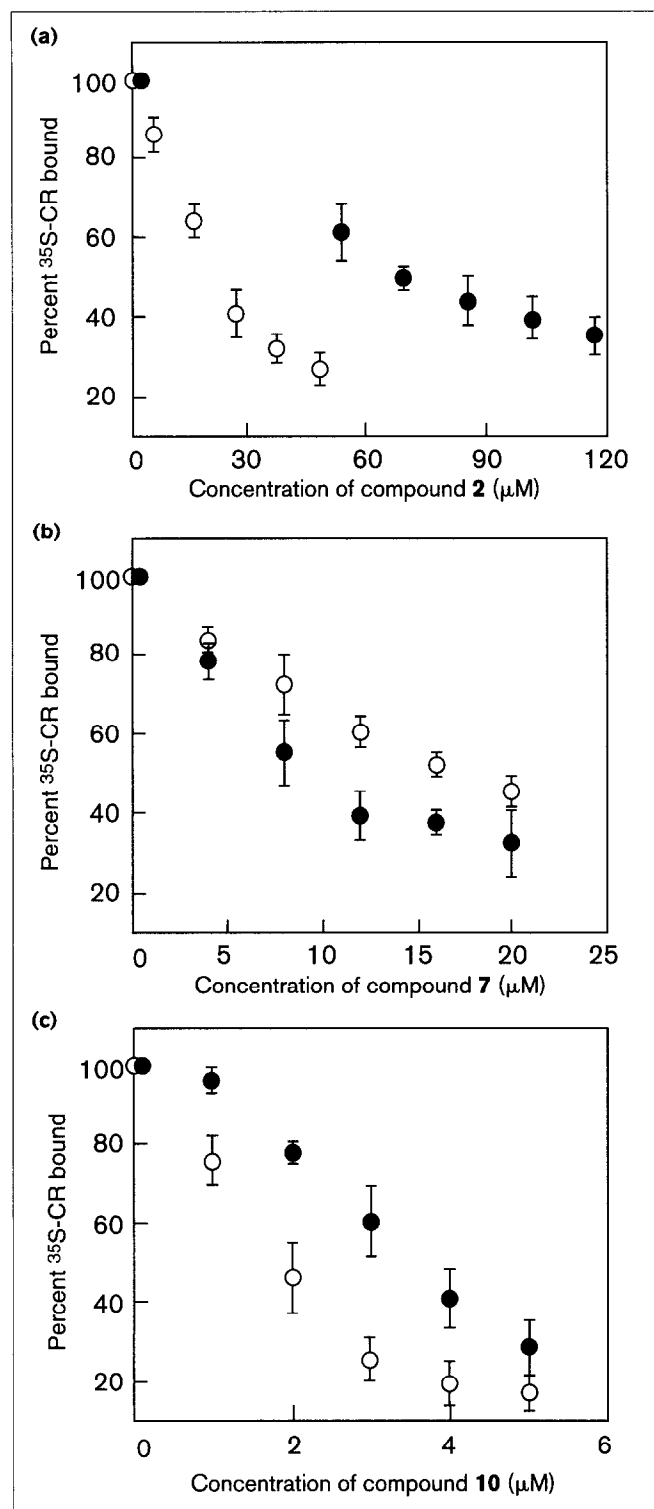 (a)
Percent ³⁵S-CR bound
100
80
60
40
20
0 30 60 90 120
Concentration of compound 2 (μM)
(b)
Percent ³⁵S-CR bound
100
80
60
40
20
0 5 10 15 20 25
Concentration of compound 7 (μM)
(c)
Percent ³⁵S-CR bound
100
80
60
40
20
0 2 4 6
Concentration of compound 10 (μM)